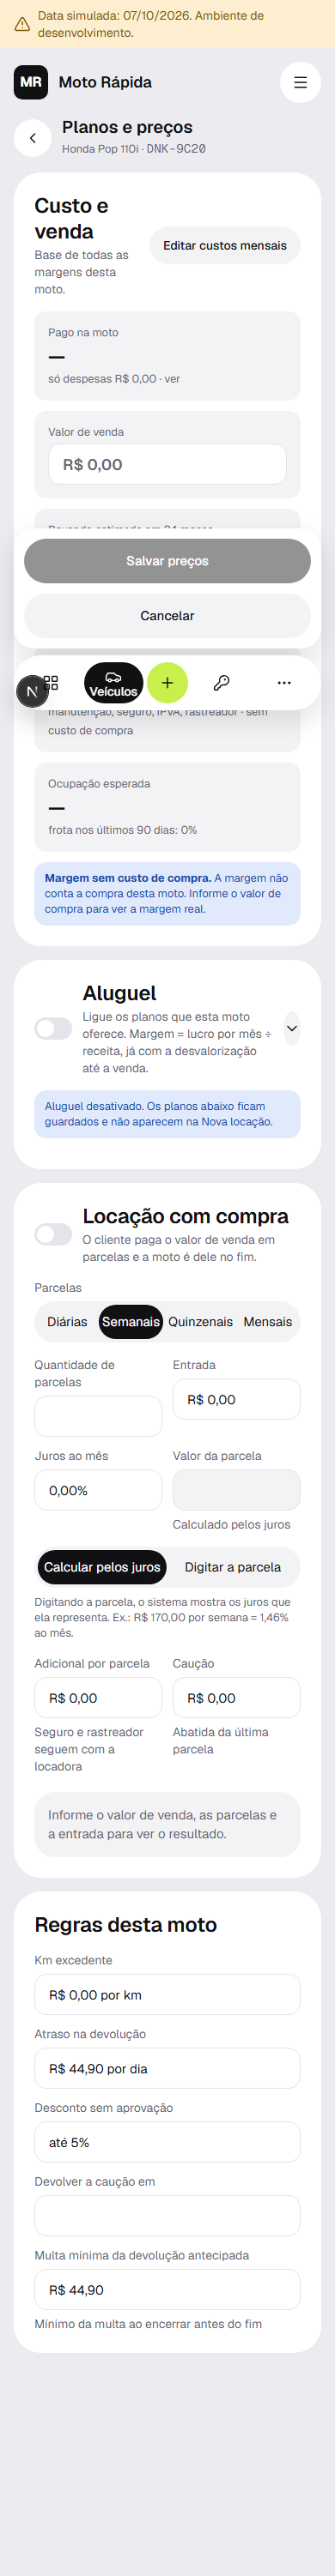 Data simulada: 07/10/2026. Ambiente de
desenvolvimento.
MR
Moto Rápida
Planos e preços
Honda Pop 110i · DNK-9C20
Custo e
venda
Base de todas as
margens desta
moto.
Editar custos mensais
Pago na moto
—
só despesas R$ 0,00 · ver
Valor de venda
R$ 0,00
Salvar preços
Cancelar
N
Veículos
manutenção, seguro, IPVA, rastreador · sem
custo de compra
Ocupação esperada
—
frota nos últimos 90 dias: 0%
Margem sem custo de compra. A margem não
conta a compra desta moto. Informe o valor de
compra para ver a margem real.
Aluguel
Ligue os planos que esta moto
oferece. Margem = lucro por mês ÷
receita, já com a desvalorização
até a venda.
Aluguel desativado. Os planos abaixo ficam
guardados e não aparecem na Nova locação.
Locação com compra
O cliente paga o valor de venda em
parcelas e a moto é dele no fim.
Parcelas
Diárias
Semanais
Quinzenais
Mensais
Quantidade de
parcelas
Entrada
R$ 0,00
Juros ao mês
0,00%
Valor da parcela
Calculado pelos juros
Calcular pelos juros
Digitar a parcela
Digitando a parcela, o sistema mostra os juros que
ela representa. Ex.: R$ 170,00 por semana = 1,46%
ao mês.
Adicional por parcela
R$ 0,00
Seguro e rastreador
seguem com a
locadora
Caução
R$ 0,00
Abatida da última
parcela
Informe o valor de venda, as parcelas e
a entrada para ver o resultado.
Regras desta moto
Km excedente
R$ 0,00 por km
Atraso na devolução
R$ 44,90 por dia
Desconto sem aprovação
até 5%
Devolver a caução em
Multa mínima da devolução antecipada
R$ 44,90
Mínimo da multa ao encerrar antes do fim